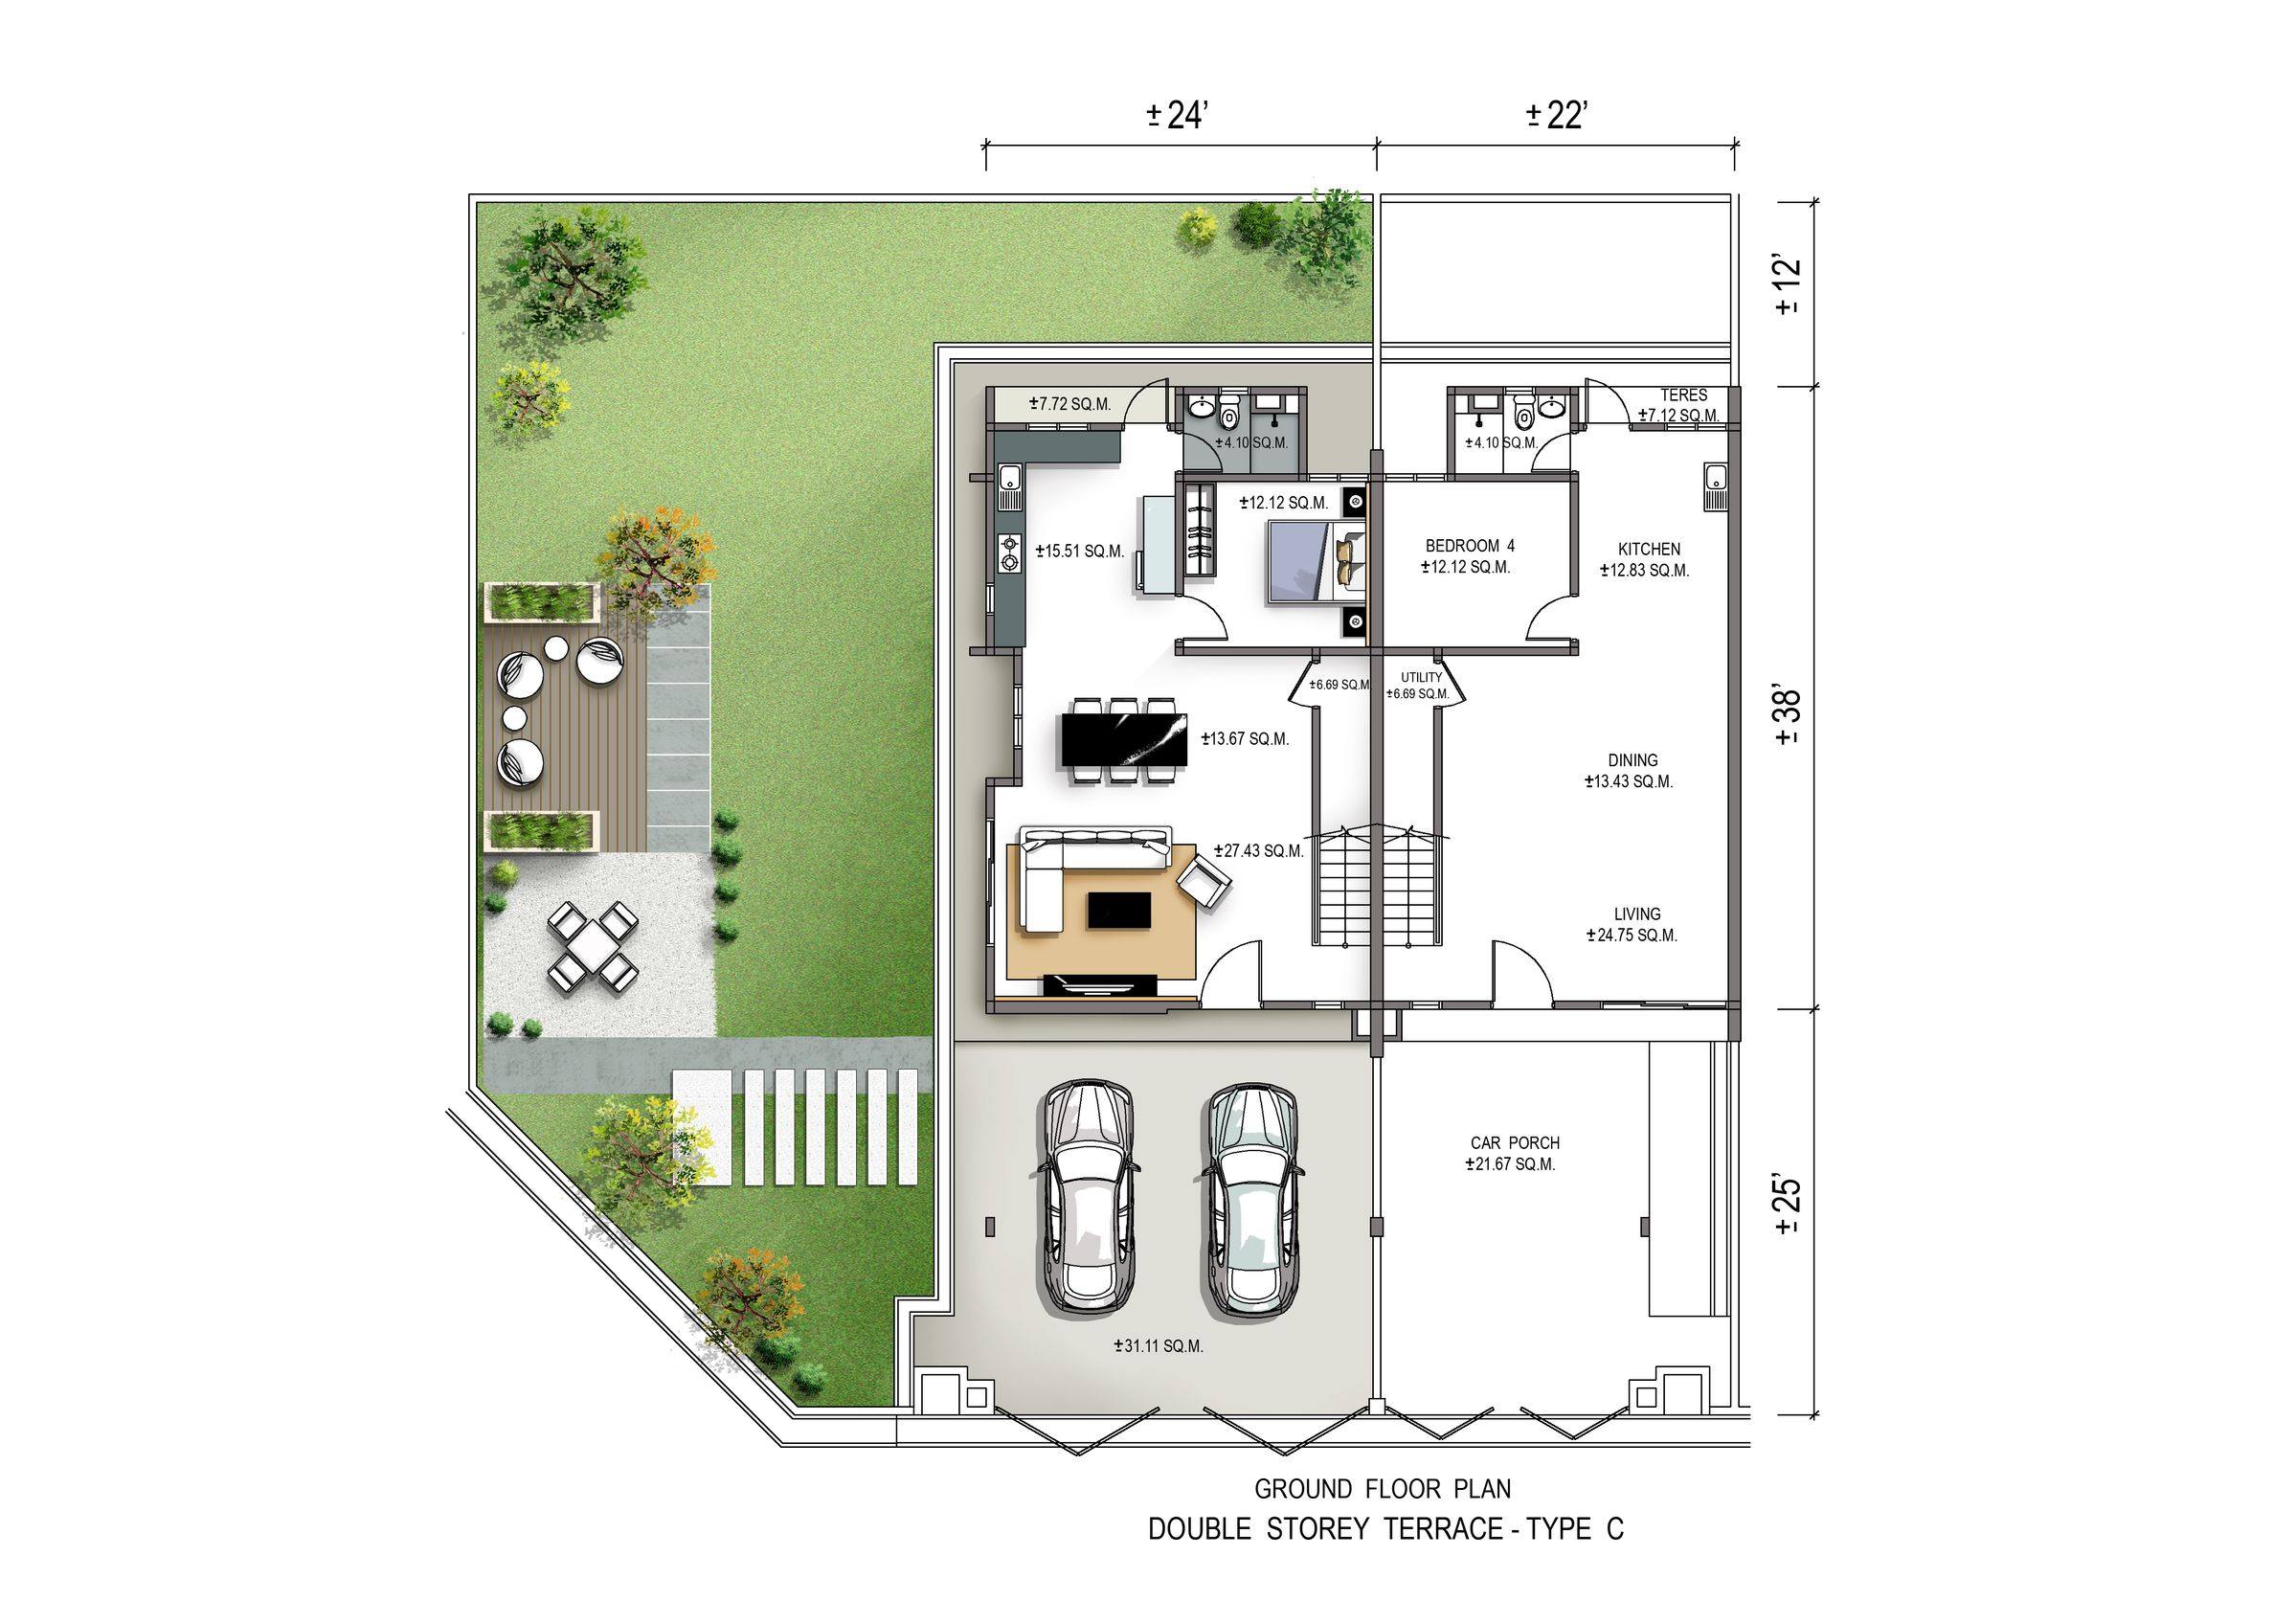 ±24’
±22’
±12’
TERES
±7.72 SQ.M.
±7.12 SQ.M.
±4.10 SQ.M.
±4.10 SQ.M.
±12.12 SQ.M.
±15.51 SQ.M.
BEDROOM 4
±12.12 SQ.M.
KITCHEN
±12.83 SQ.M.
±6.69 SQ.M.
UTILITY
±6.69 SQ.M.
±38’
±13.67 SQ.M.
DINING
±13.43 SQ.M.
±27.43 SQ.M.
LIVING
±24.75 SQ.M.
CAR PORCH
±21.67 SQ.M.
±25’
±31.11 SQ.M.
GROUND FLOOR PLAN
DOUBLE STOREY TERRACE - TYPE C